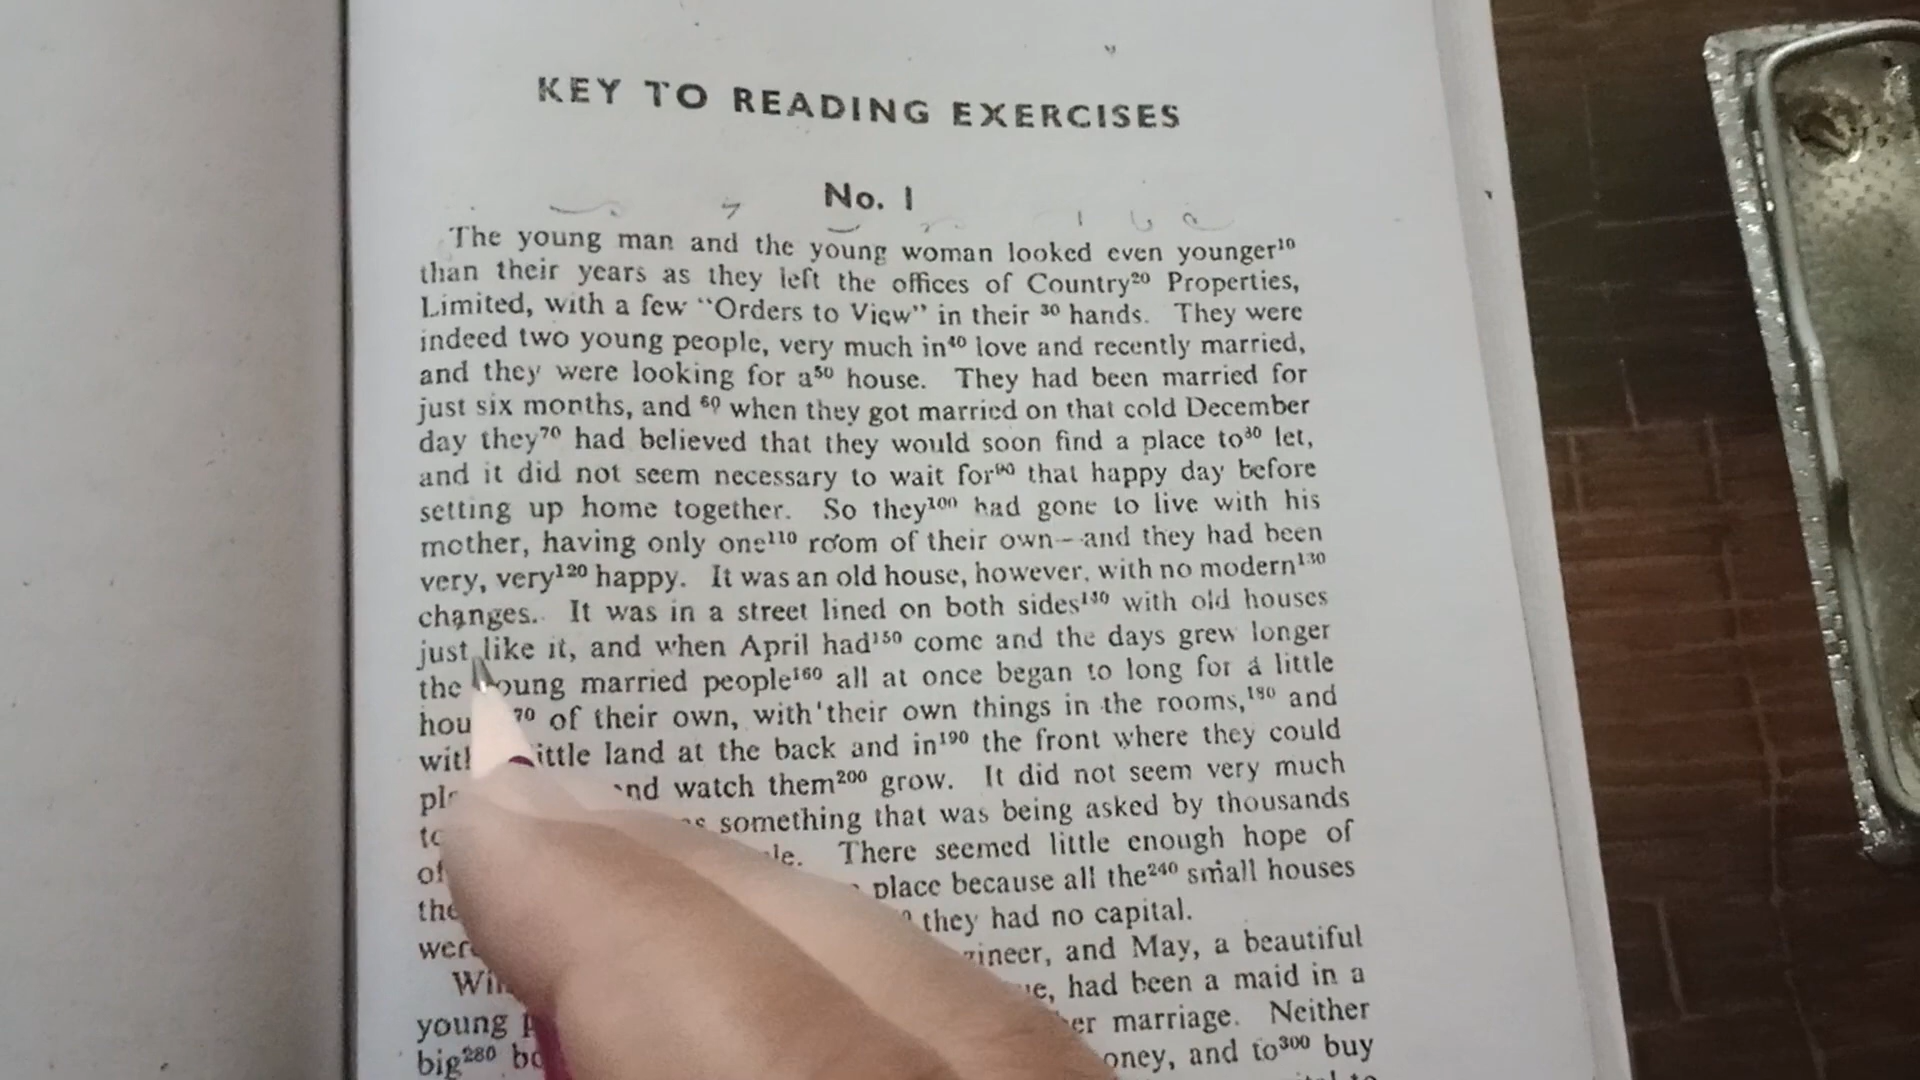 KEY TO READING EXERCISES
No. 1
The young man and the young woman looked even younger¹⁰
than their years as they left the offices of Country²⁰ Properties,
Limited, with a few "Orders to View" in their ³⁰ hands. They were
indeed two young people, very much in⁴⁰ love and recently married,
and they were looking for a⁵⁰ house. They had been married for
just six months, and ⁶⁰ when they got married on that cold December
day they⁷⁰ had believed that they would soon find a place to⁸⁰ let,
and it did not seem necessary to wait for⁹⁰ that happy day before
setting up home together. So they¹⁰⁰ had gone to live with his
mother, having only one¹¹⁰ room of their own—and they had been
very, very¹²⁰ happy. It was an old house, however, with no modern¹³⁰
changes. It was in a street lined on both sides¹⁴⁰ with old houses
just like it, and when April had¹⁵⁰ come and the days grew longer
the young married people¹⁶⁰ all at once began to long for a little
of their own, with their own things in the rooms,¹⁸⁰ and
little land at the back and in¹⁹⁰ the front where they could
and watch them²⁰⁰ grow. It did not seem very much
something that was being asked by thousands
There seemed little enough hope of
place because all the²⁴⁰ small houses
they had no capital.
and May, a beautiful
had been a maid in a
young marriage. Neither
big²⁸⁰ and to³⁰⁰ buy